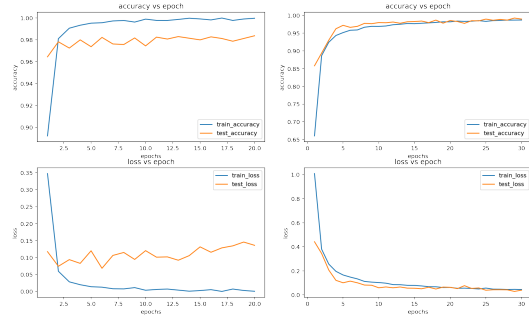 accuracy vs epoch
accuracy
1.00
0.98
0.96
0.94
0.92
0.90
train_accuracy
test_accuracy
2.5 5.0 7.5 10.0 12.5 15.0 17.5 20.0
epochs
accuracy vs epoch
accuracy
1.00
0.95
0.90
0.85
0.80
0.75
0.70
0.65
train_accuracy
test_accuracy
0 5 10 15 20 25 30
epochs
loss vs epoch
loss
0.35
0.30
0.25
0.20
0.15
0.10
0.05
0.00
train_loss
test_loss
2.5 5.0 7.5 10.0 12.5 15.0 17.5 20.0
epochs
loss vs epoch
loss
1.0
0.8
0.6
0.4
0.2
0.0
train_loss
test_loss
0 5 10 15 20 25 30
epochs